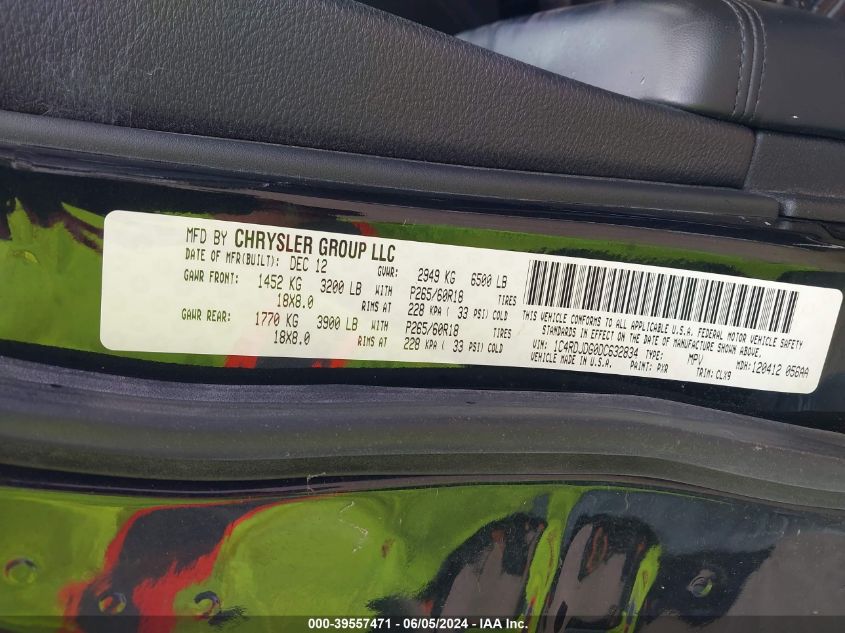 MFD BY CHRYSLER GROUP LLC
DATE OF MFR(BUILT): DEC 12 GVWR: 2949 KG 6500 LB
GAWR FRONT: 1452 KG 3200 LB WITH P265/60R18 TIRES
18X8.0 RIMS AT 228 KPA ( 33 PSI) COLD
GAWR REAR: 1770 KG 3900 LB WITH P265/60R18 TIRES
18X8.0 RIMS AT 228 KPA ( 33 PSI) COLD
THIS VEHICLE CONFORMS TO ALL APPLICABLE U.S.A. FEDERAL MOTOR VEHICLE SAFETY
STANDARDS IN EFFECT ON THE DATE OF MANUFACTURE SHOWN ABOVE.
VIN: 1C4RDJDG0DC632834 TYPE: MPV MDH: 120412 056AA
VEHICLE MADE IN U.S.A. PAINT: PXR TRIM: CLX9
000-39557471 - 06/05/2024 - IAA Inc.